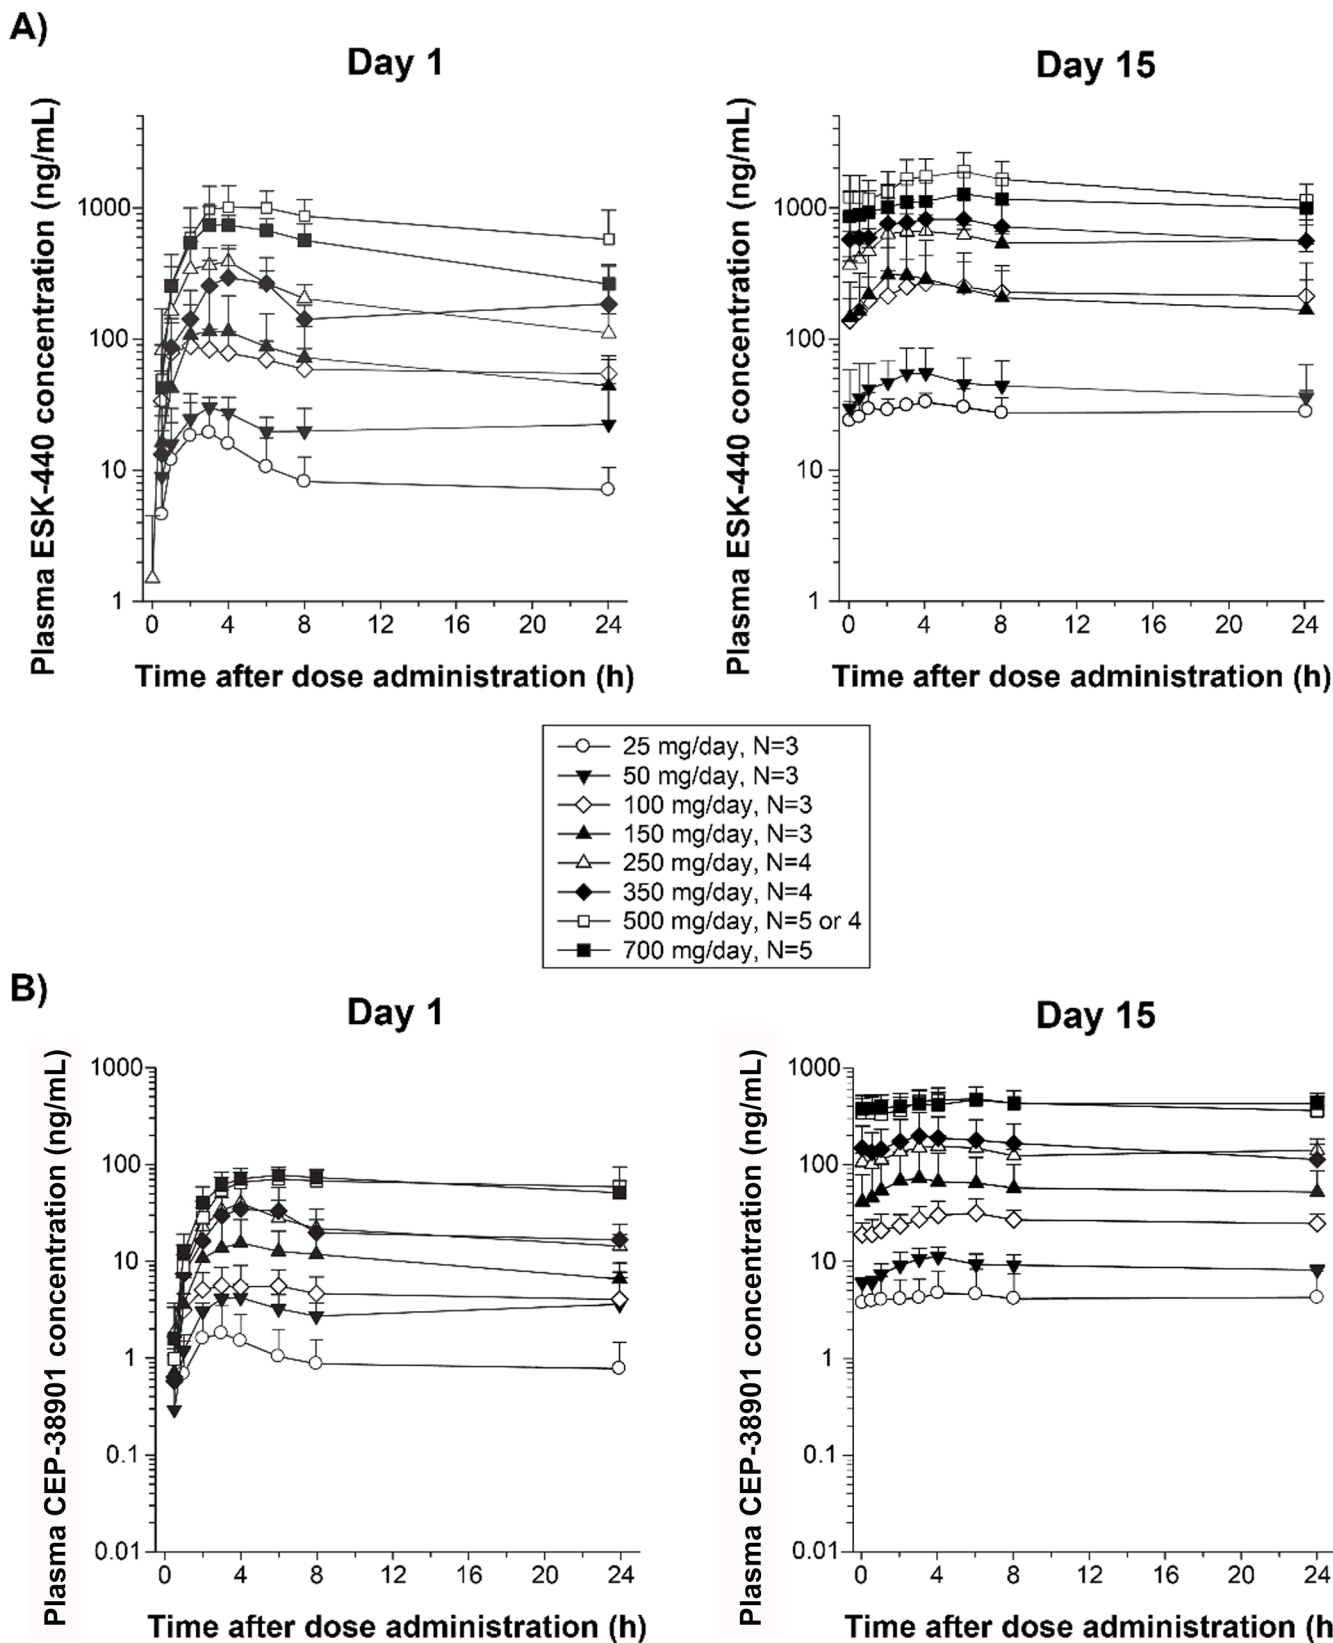 A)
Day 1
Plasma ESK-440 concentration (ng/mL)
1000
100
10
1
0 4 8 12 16 20 24
Time after dose administration (h)
Day 15
Plasma ESK-440 concentration (ng/mL)
1000
100
10
1
0 4 8 12 16 20 24
Time after dose administration (h)
25 mg/day, N=3
50 mg/day, N=3
100 mg/day, N=3
150 mg/day, N=3
250 mg/day, N=4
350 mg/day, N=4
500 mg/day, N=5 or 4
700 mg/day, N=5
B)
Day 1
Plasma CEP-38901 concentration (ng/mL)
1000
100
10
1
0.1
0.01
0 4 8 12 16 20 24
Time after dose administration (h)
Day 15
Plasma CEP-38901 concentration (ng/mL)
1000
100
10
1
0.1
0.01
0 4 8 12 16 20 24
Time after dose administration (h)